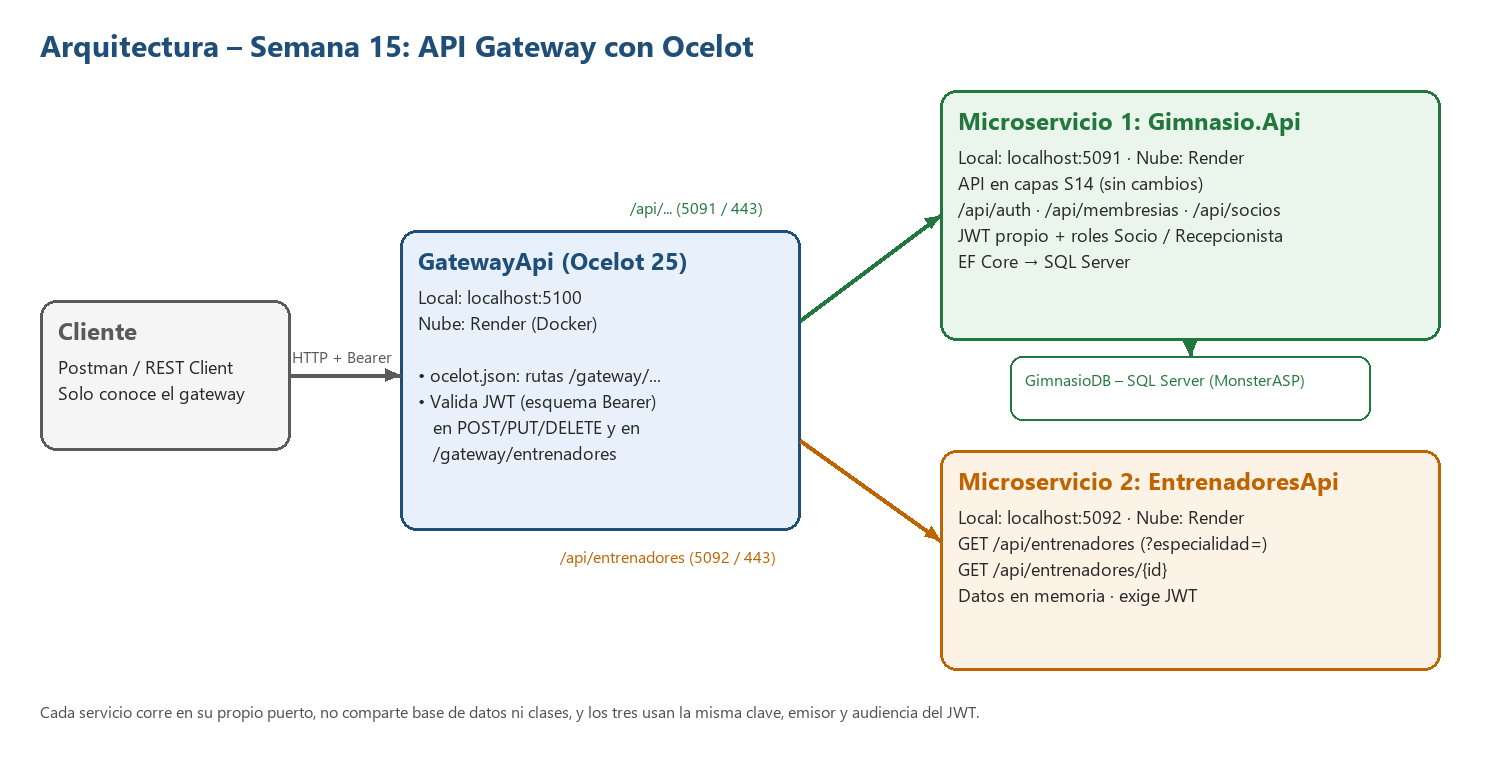 Arquitectura – Semana 15: API Gateway con Ocelot
Cliente
Postman / REST Client
Solo conoce el gateway
HTTP + Bearer
GatewayApi (Ocelot 25)
Local: localhost:5100
Nube: Render (Docker)
• ocelot.json: rutas /gateway/...
• Valida JWT (esquema Bearer)
en POST/PUT/DELETE y en
/gateway/entrenadores
/api/... (5091 / 443)
/api/entrenadores (5092 / 443)
Microservicio 1: Gimnasio.Api
Local: localhost:5091 · Nube: Render
API en capas S14 (sin cambios)
/api/auth · /api/membresias · /api/socios
JWT propio + roles Socio / Recepcionista
EF Core → SQL Server
GimnasioDB – SQL Server (MonsterASP)
Microservicio 2: EntrenadoresApi
Local: localhost:5092 · Nube: Render
GET /api/entrenadores (?especialidad=)
GET /api/entrenadores/{id}
Datos en memoria · exige JWT
Cada servicio corre en su propio puerto, no comparte base de datos ni clases, y los tres usan la misma clave, emisor y audiencia del JWT.